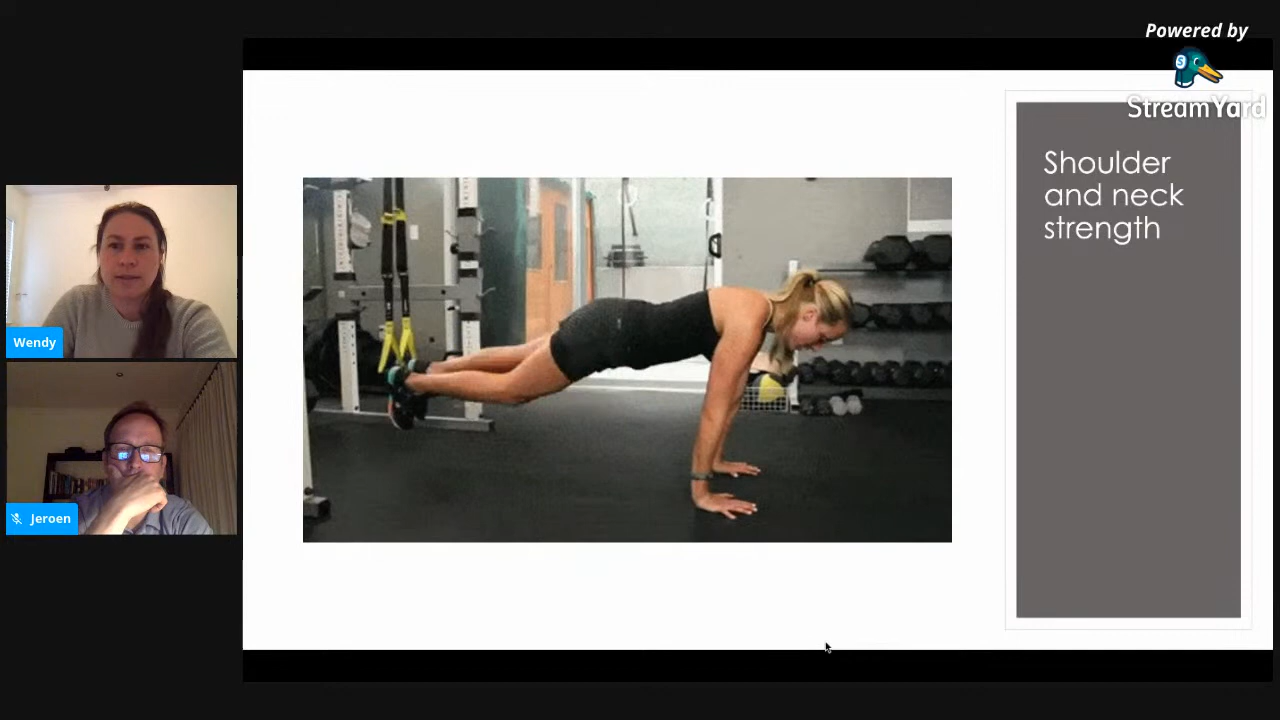 Powered by
StreamYard
Shoulder
and neck
strength
Wendy
Jeroen